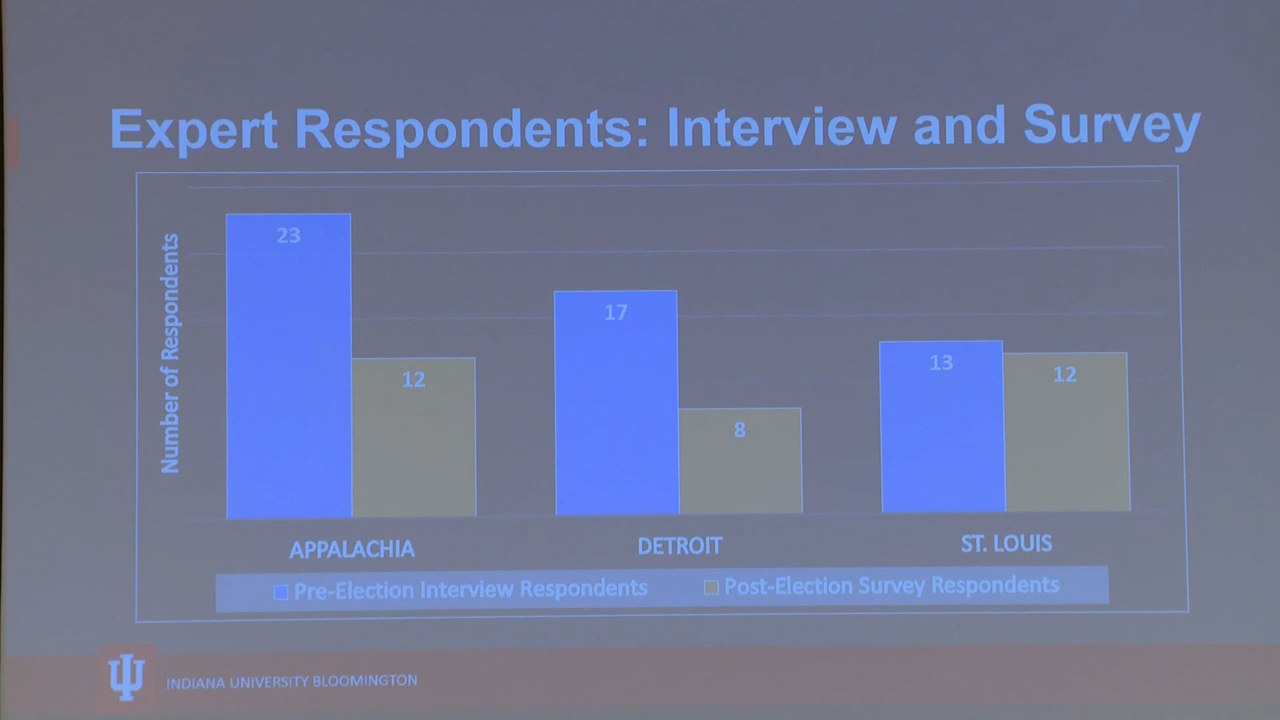 Expert Respondents: Interview and Survey
Number of Respondents
23
12
17
8
13
12
APPALACHIA
DETROIT
ST. LOUIS
Pre-Election Interview Respondents
Post-Election Survey Respondents
INDIANA UNIVERSITY BLOOMINGTON